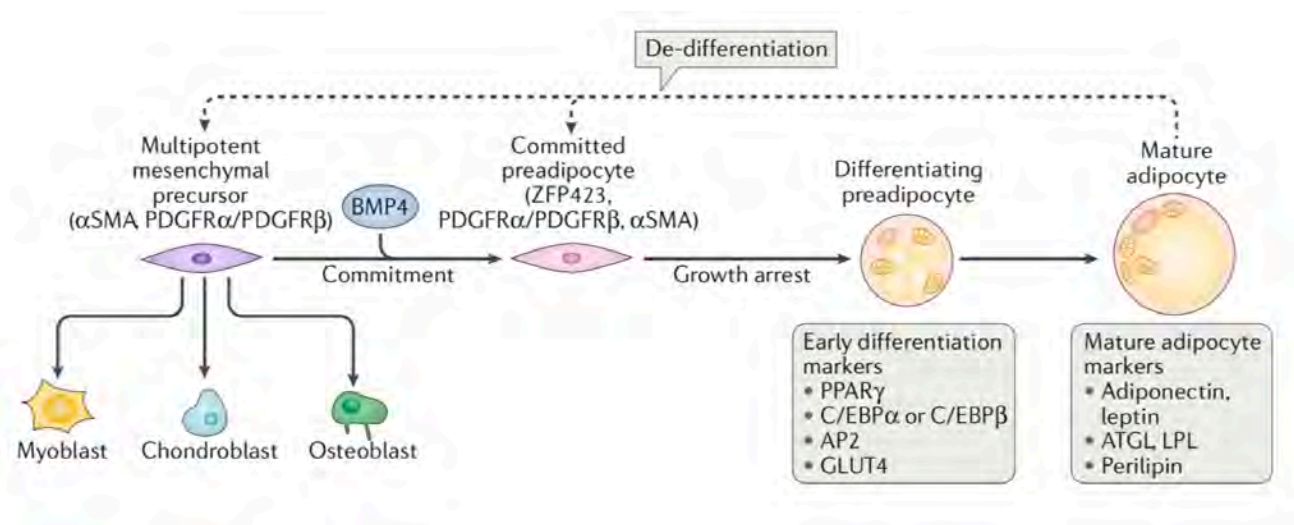 De-differentiation
Multipotent
mesenchymal
precursor
(αSMA, PDGFRα/PDGFRβ)
BMP4
Commitment
Committed
preadipocyte
(ZFP423,
PDGFRα/PDGFRβ, αSMA)
Growth arrest
Differentiating
preadipocyte
Mature
adipocyte
Myoblast
Chondroblast
Osteoblast
Early differentiation
markers
• PPARγ
• C/EBPα or C/EBPβ
• AP2
• GLUT4
Mature adipocyte
markers
• Adiponectin,
leptin
• ATGL, LPL
• Perilipin